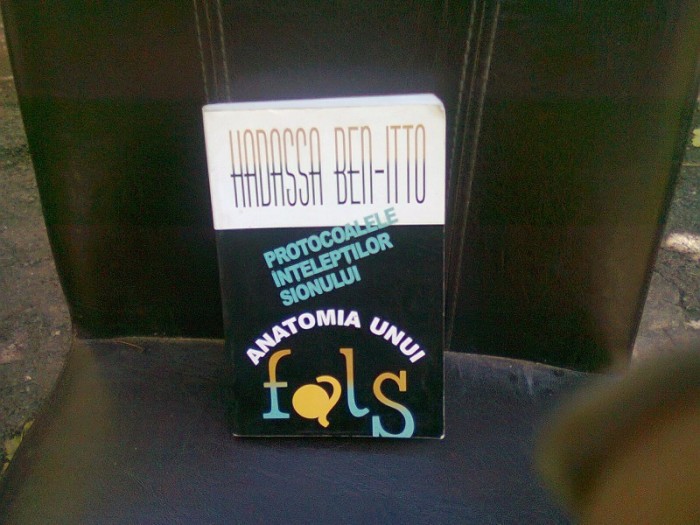 HADASSA BEN-ITTO
PROTOCOALELE
INTELEPTILOR
SIONULUI
ANATOMIA UNUI
fals